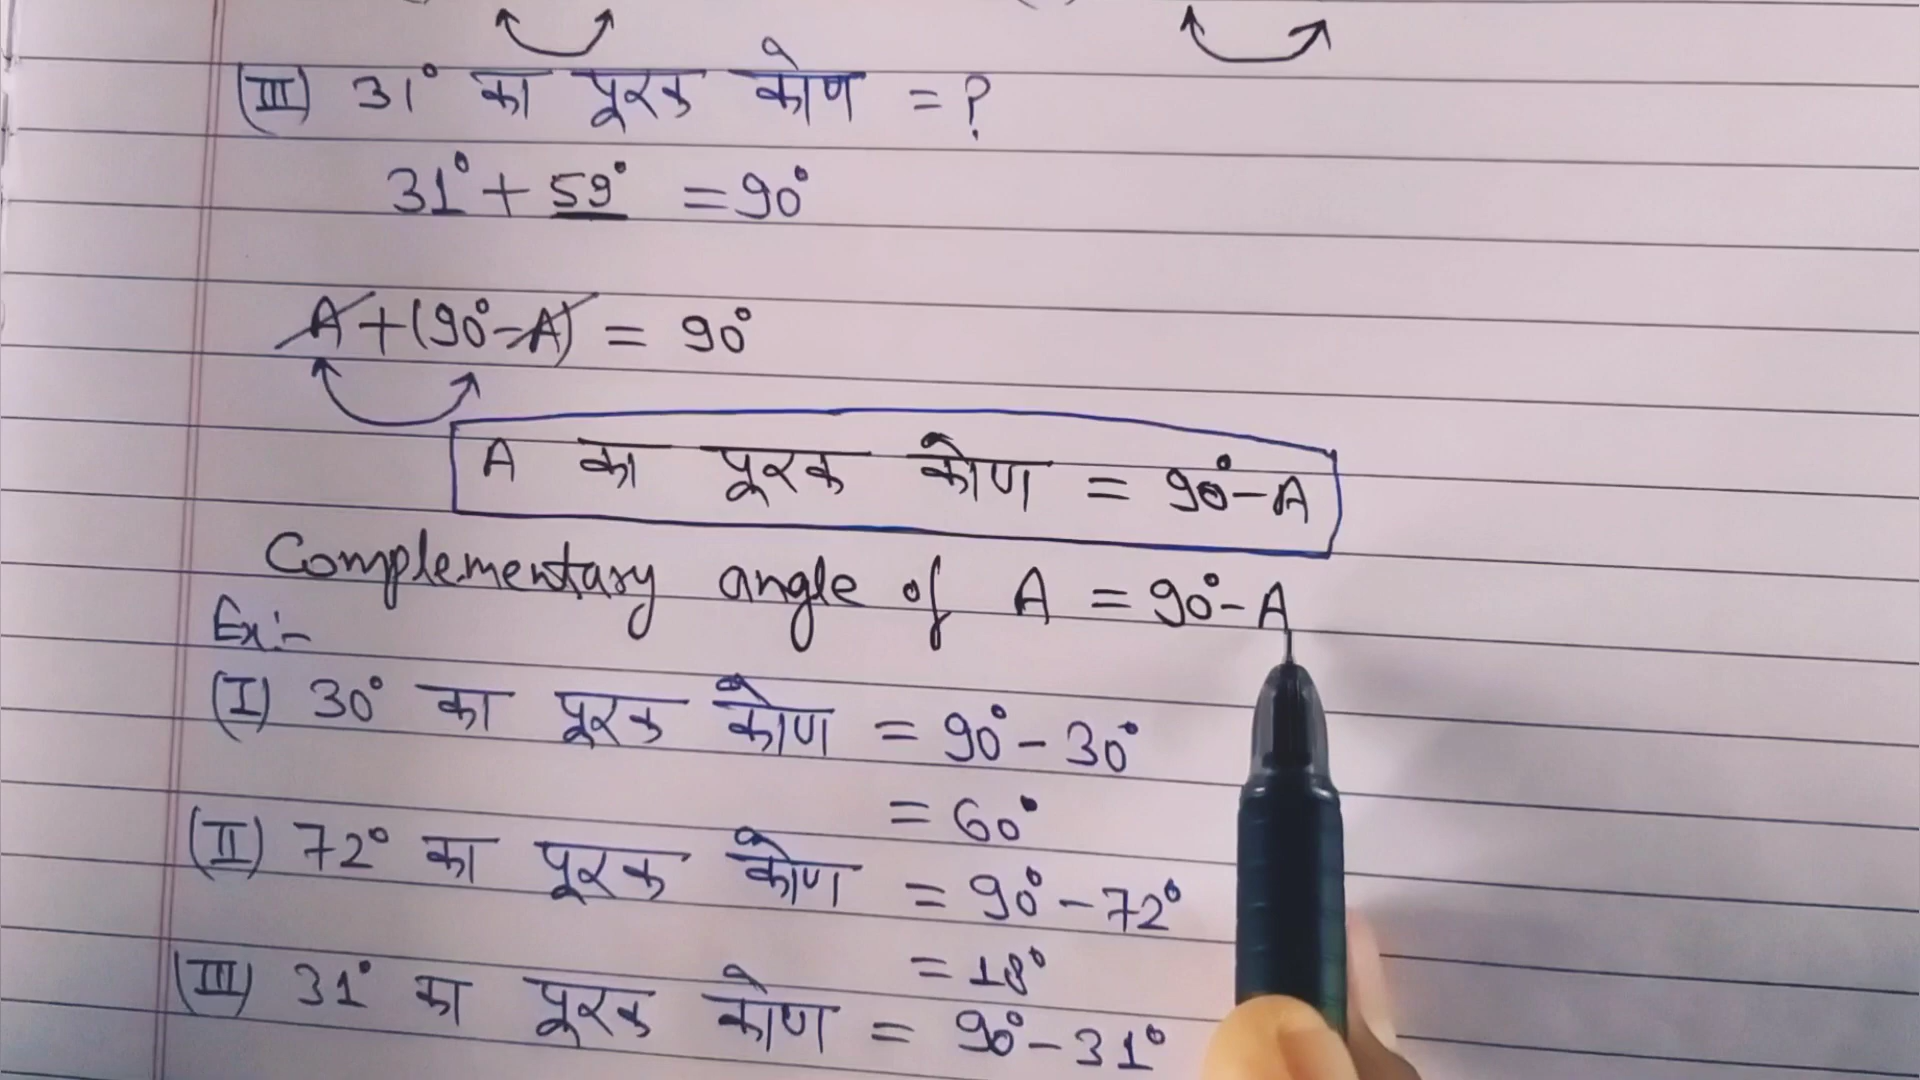 (III) 31° का पूरक कोण = ?
31° + 59° = 90°
A + (90° - A) = 90°
A का पूरक कोण = 90° - A
Complementary angle of A = 90° - A
Ex:-
(I) 30° का पूरक कोण = 90° - 30°
= 60°
(II) 72° का पूरक कोण = 90° - 72°
= 18°
(III) 31° का पूरक कोण = 90° - 31°